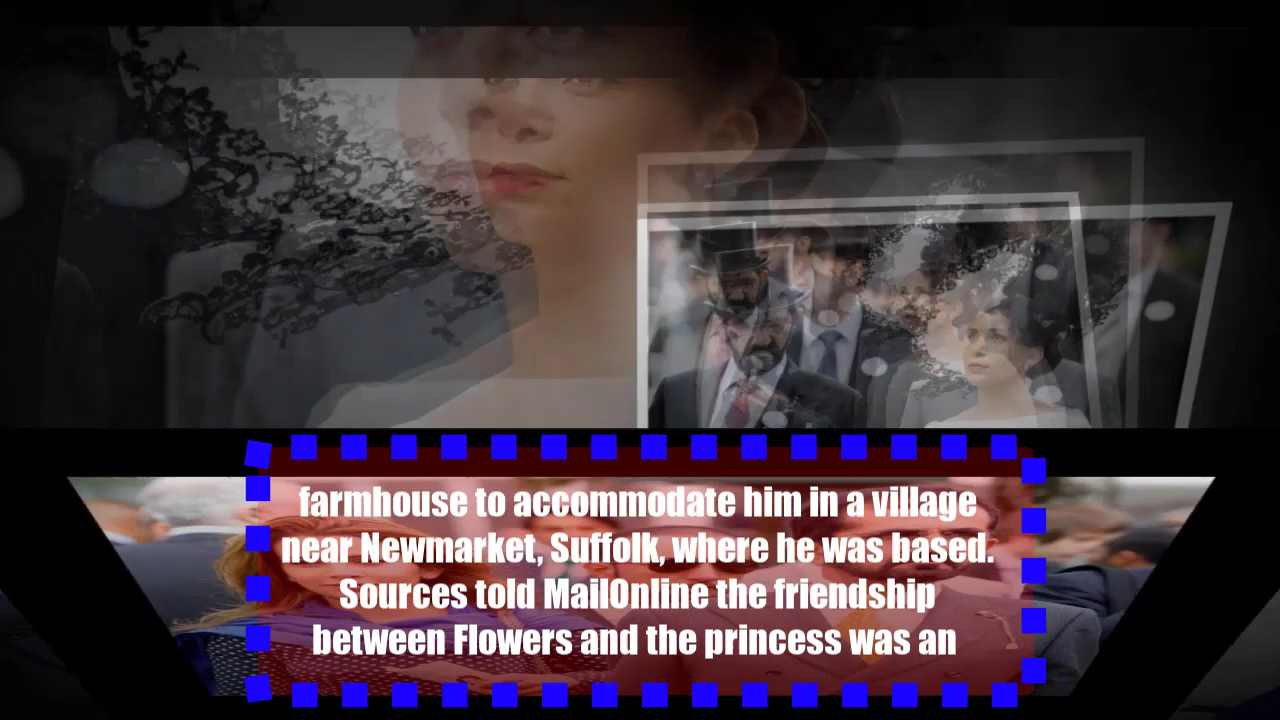 farmhouse to accommodate him in a village
near Newmarket, Suffolk, where he was based.
Sources told MailOnline the friendship
between Flowers and the princess was an